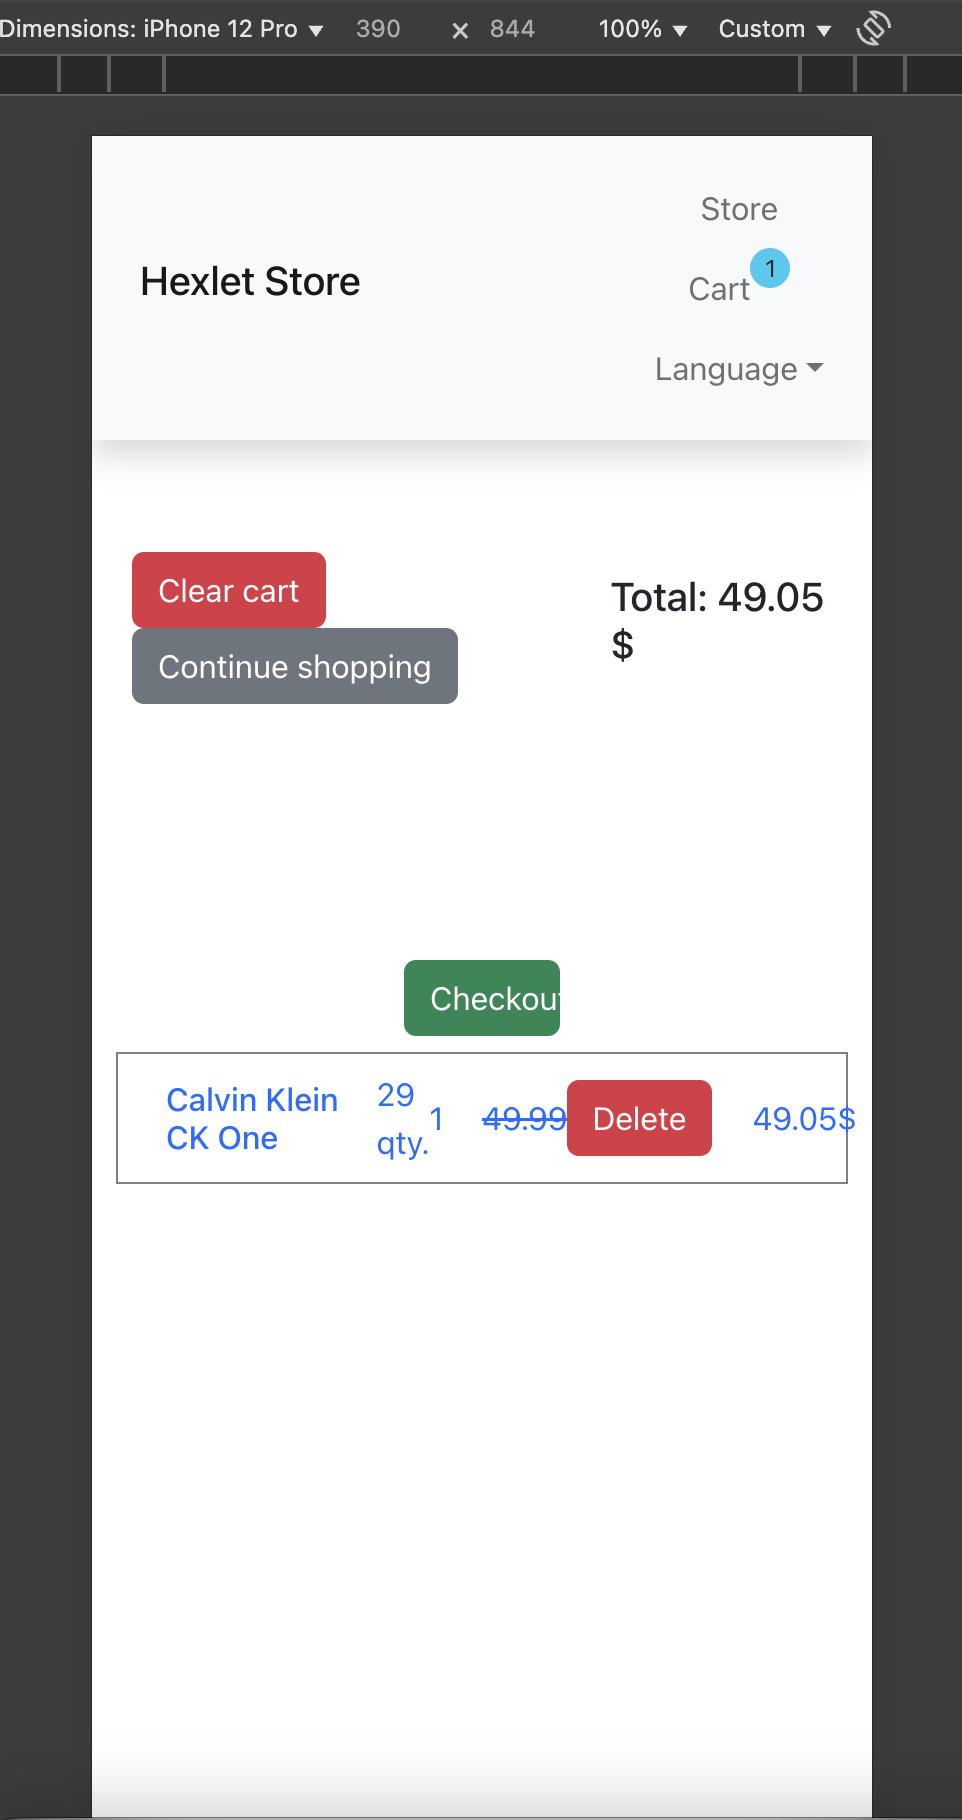 Dimensions: iPhone 12 Pro ▼ 390 × 844 100% ▼ Custom ▼
Store
Hexlet Store
Cart 1
Language
Clear cart
Total: 49.05
$
Continue shopping
Checkout
Calvin Klein
CK One
29
qty.
1
49.99
Delete
49.05$